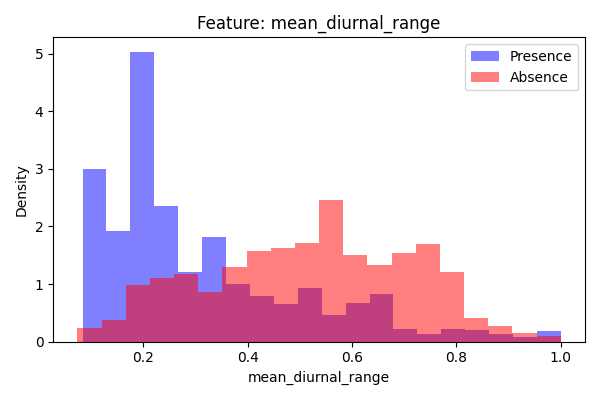 Feature: mean_diurnal_range
Presence
Absence
Density
5
4
3
2
1
0
0.2
0.4
0.6
0.8
1.0
mean_diurnal_range